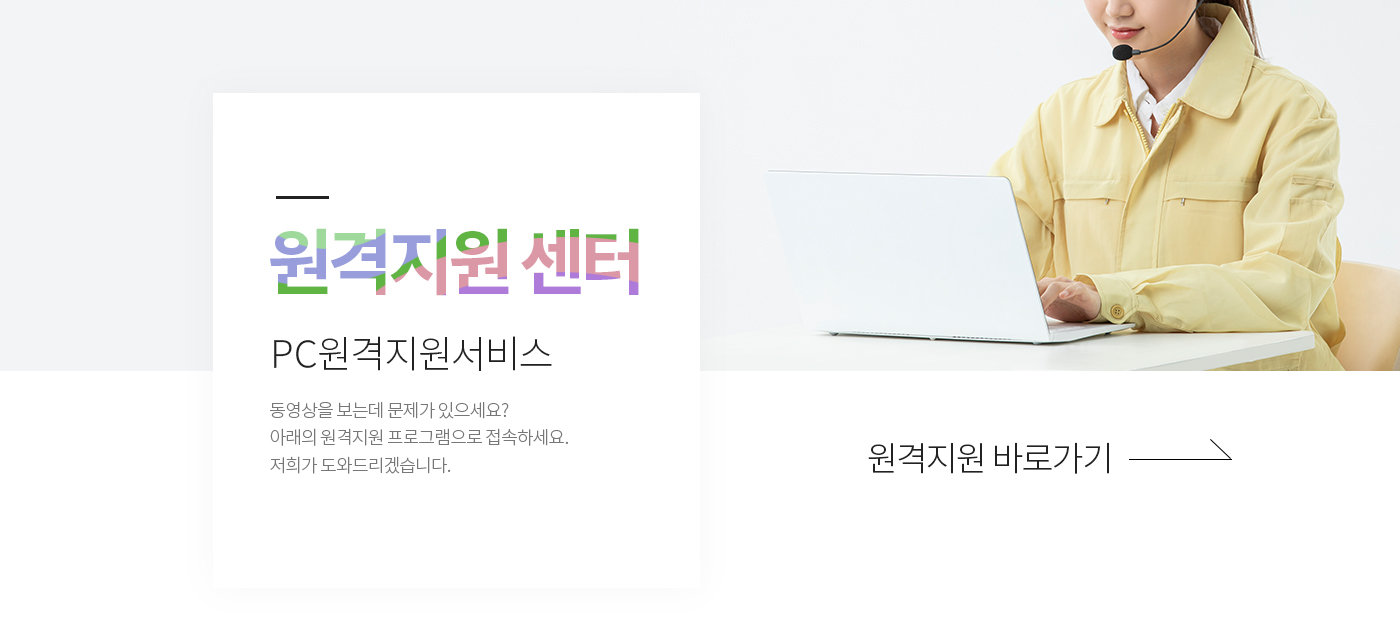 원격지원 센터
PC원격지원서비스
동영상을 보는데 문제가 있으세요?
아래의 원격지원 프로그램으로 접속하세요.
저희가 도와드리겠습니다.
원격지원 바로가기